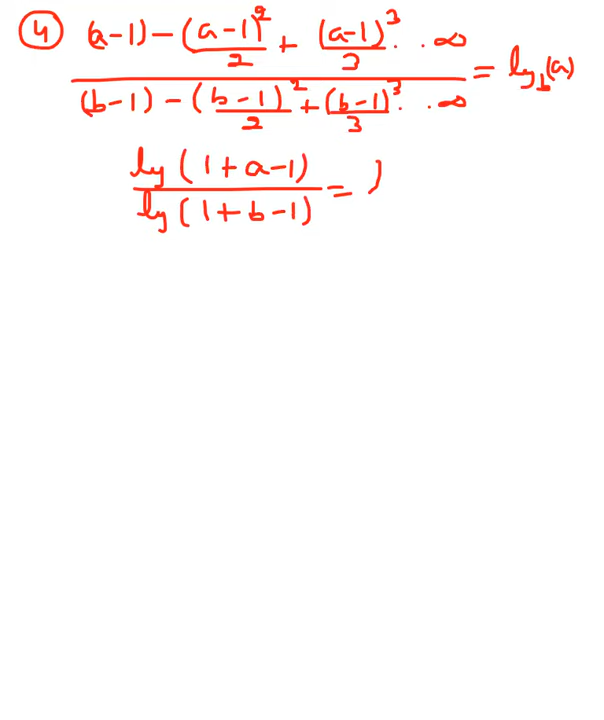 ④ (a-1) - (a-1)²/2 + (a-1)³/3 . . ∞
(b-1) - (b-1)²/2 + (b-1)³/3 . . ∞ = log_b(a)
log (1+a-1)
log (1+b-1) = )